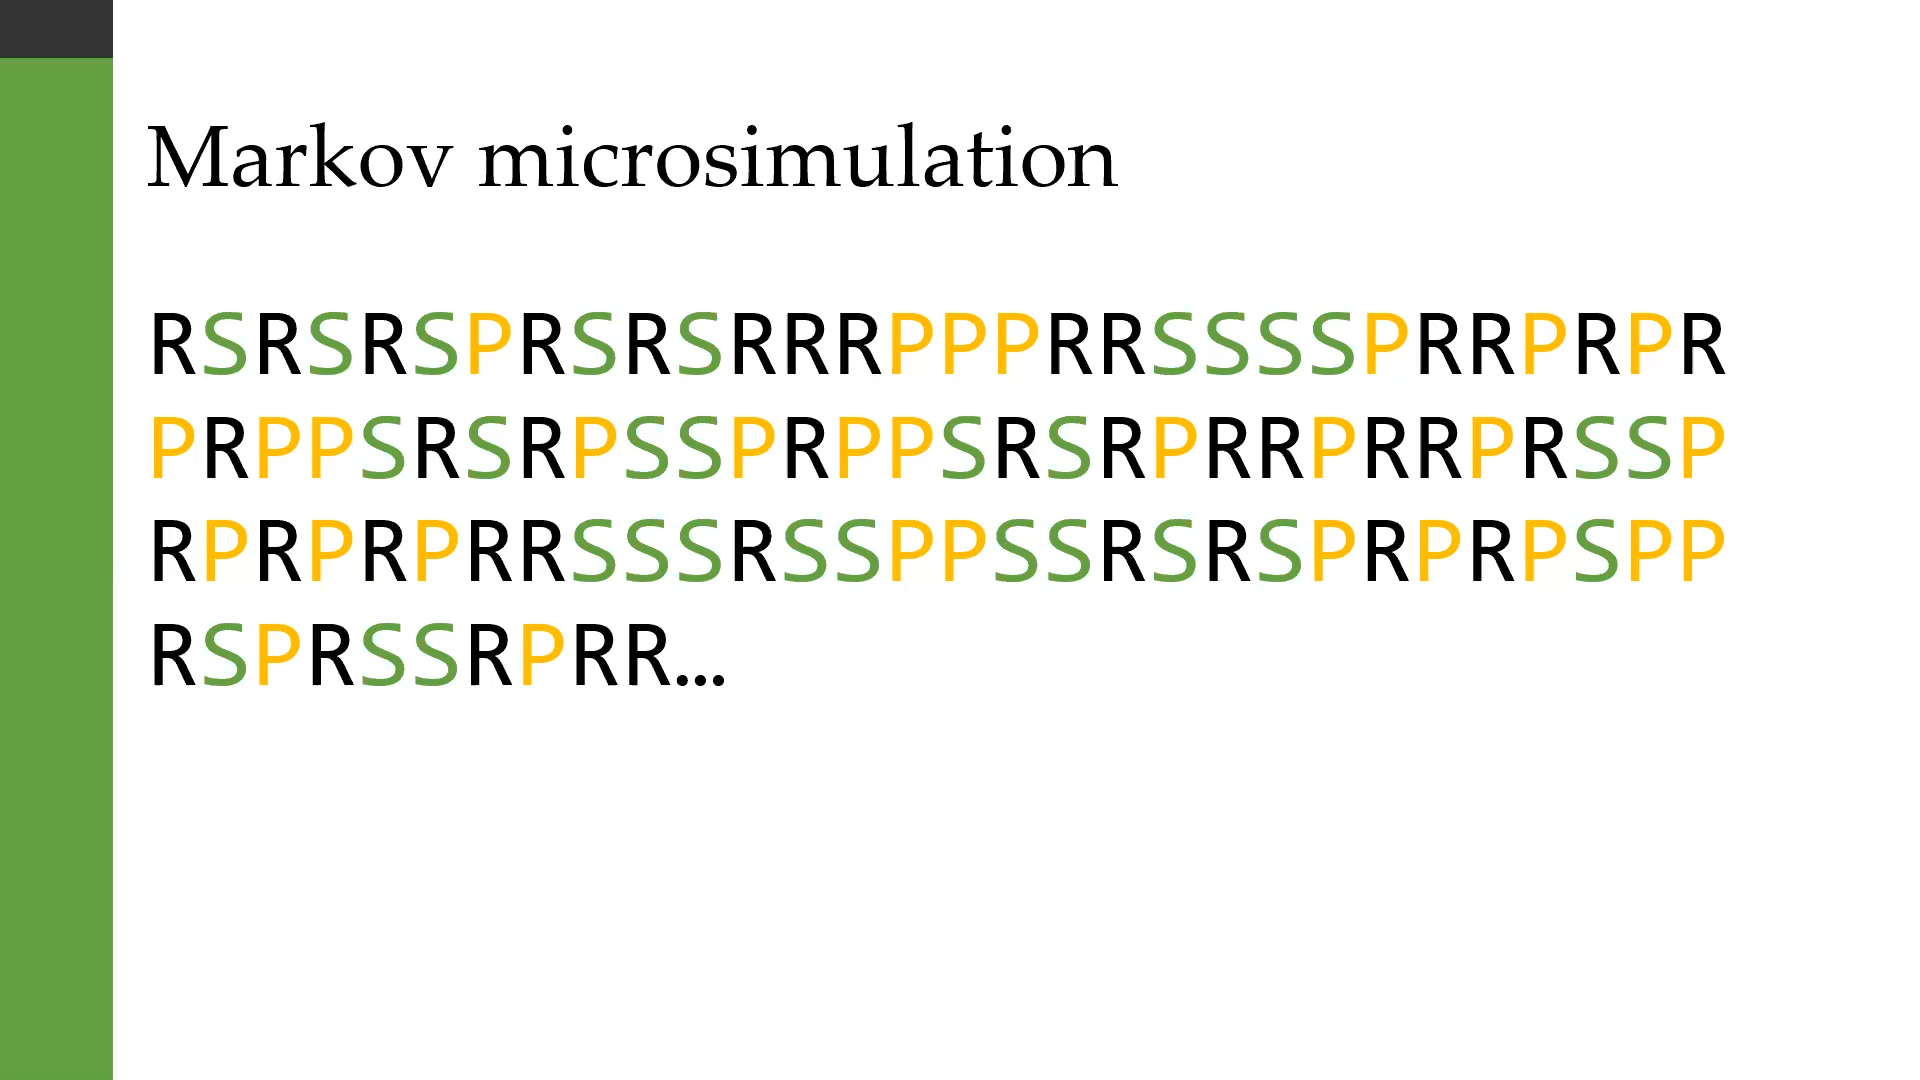 Markov microsimulation
RSRSRSPRSRSRRRPPPRRSSSSPRRPRPR
PRPPSRSRPSSPRPPSRSRPRRPRRPRSSP
RPRPRPRRSSSRSSPPSSRSRSPRPRPSPP
RSPRSSRPRR...